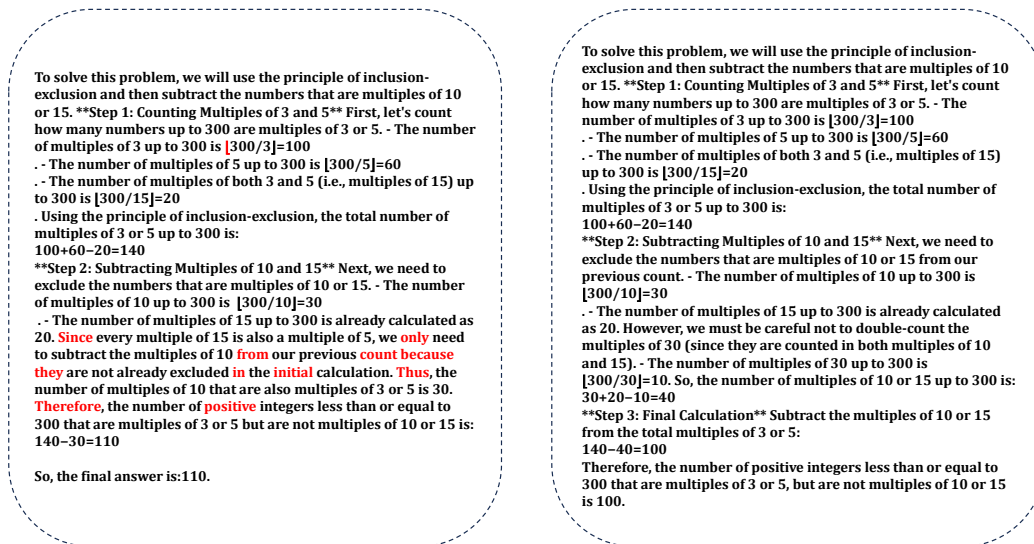 To solve this problem, we will use the principle of inclusion-
exclusion and then subtract the numbers that are multiples of 10
or 15. **Step 1: Counting Multiples of 3 and 5** First, let's count
how many numbers up to 300 are multiples of 3 or 5. - The number
of multiples of 3 up to 300 is ⌊300/3⌋=100
. - The number of multiples of 5 up to 300 is ⌊300/5⌋=60
. - The number of multiples of both 3 and 5 (i.e., multiples of 15) up
to 300 is ⌊300/15⌋=20
. Using the principle of inclusion-exclusion, the total number of
multiples of 3 or 5 up to 300 is:
100+60−20=140
**Step 2: Subtracting Multiples of 10 and 15** Next, we need to
exclude the numbers that are multiples of 10 or 15. - The number
of multiples of 10 up to 300 is ⌊300/10⌋=30
. - The number of multiples of 15 up to 300 is already calculated as
20. Since every multiple of 15 is also a multiple of 5, we only need
to subtract the multiples of 10 from our previous count because
they are not already excluded in the initial calculation. Thus, the
number of multiples of 10 that are also multiples of 3 or 5 is 30.
Therefore, the number of positive integers less than or equal to
300 that are multiples of 3 or 5 but are not multiples of 10 or 15 is:
140−30=110
So, the final answer is:110.
To solve this problem, we will use the principle of inclusion-
exclusion and then subtract the numbers that are multiples of 10
or 15. **Step 1: Counting Multiples of 3 and 5** First, let's count
how many numbers up to 300 are multiples of 3 or 5. - The
number of multiples of 3 up to 300 is ⌊300/3⌋=100
. - The number of multiples of 5 up to 300 is ⌊300/5⌋=60
. - The number of multiples of both 3 and 5 (i.e., multiples of 15)
up to 300 is ⌊300/15⌋=20
. Using the principle of inclusion-exclusion, the total number of
multiples of 3 or 5 up to 300 is:
100+60−20=140
**Step 2: Subtracting Multiples of 10 and 15** Next, we need to
exclude the numbers that are multiples of 10 or 15 from our
previous count. - The number of multiples of 10 up to 300 is
⌊300/10⌋=30
. - The number of multiples of 15 up to 300 is already calculated
as 20. However, we must be careful not to double-count the
multiples of 30 (since they are counted in both multiples of 10
and 15). - The number of multiples of 30 up to 300 is
⌊300/30⌋=10. So, the number of multiples of 10 or 15 up to 300 is:
30+20−10=40
**Step 3: Final Calculation** Subtract the multiples of 10 or 15
from the total multiples of 3 or 5:
140−40=100
Therefore, the number of positive integers less than or equal to
300 that are multiples of 3 or 5, but are not multiples of 10 or 15
is 100.